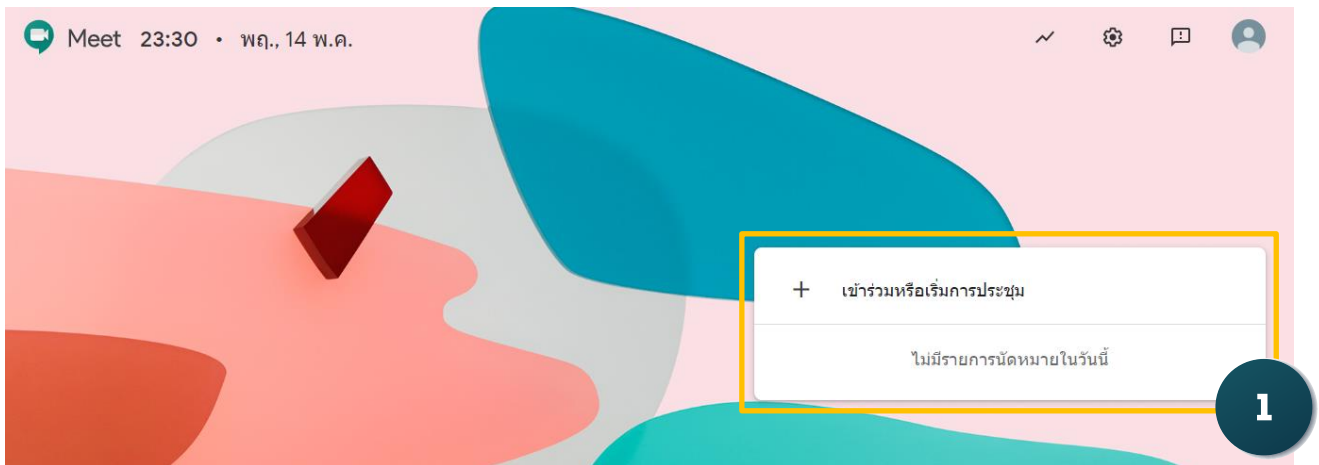 Meet 23:30 • พฤ., 14 พ.ค.
เข้าร่วมหรือเริ่มการประชุม
ไม่มีรายการนัดหมายในวันนี้
1